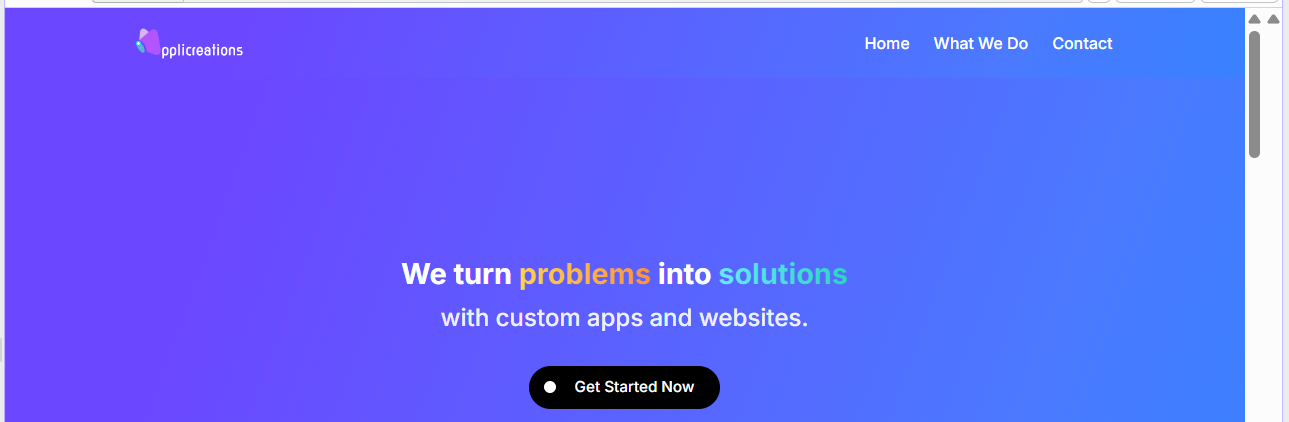 pplicreations
Home What We Do Contact
We turn problems into solutions
with custom apps and websites.
Get Started Now